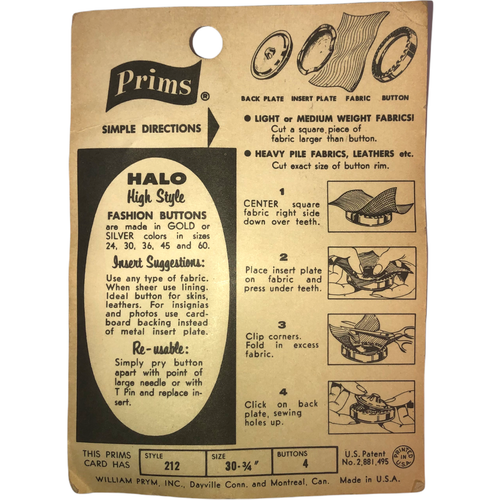 Prims ®
SIMPLE DIRECTIONS
BACK PLATE INSERT PLATE FABRIC BUTTON
● LIGHT or MEDIUM WEIGHT FABRICS!
Cut a square piece of
fabric larger than button.
● HEAVY PILE FABRICS, LEATHERS etc.
Cut exact size of button rim.
HALO
High Style
FASHION BUTTONS
are made in GOLD or
SILVER colors in sizes
24, 30, 36, 45 and 60.
Insert Suggestions:
Use any type of fabric.
When sheer use lining.
Ideal button for skins,
leathers. For insignias
and photos use card-
board backing instead
of metal insert plate.
Re-usable:
Simply pry button
apart with point of
large needle or with
T Pin and replace in-
sert.
1
CENTER square
fabric right side
down over teeth.
2
Place insert plate
on fabric and
press under teeth.
3
Clip corners.
Fold in excess
fabric.
4
Click on back
plate, sewing
holes up.
THIS PRIMS
CARD HAS
STYLE
212
SIZE
30-¾"
BUTTONS
4
U.S. Patent
No. 2,881,495
PRINTED IN U.S.A.
WILLIAM PRYM, INC., Dayville Conn. and Montreal, Can. Made in U.S.A.